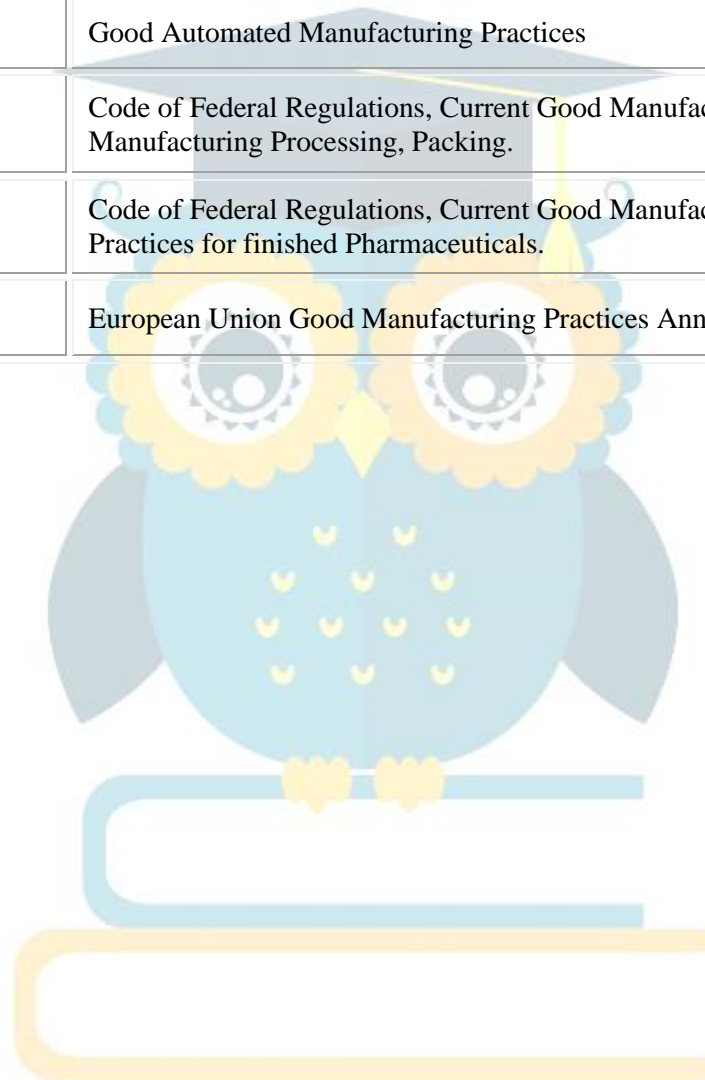 Good Automated Manufacturing Practices
Code of Federal Regulations, Current Good
Manufacturing Processing, Packing.
Code of Federal Regulations, Current Good
Practices for finished Pharmaceuticals.
European Union Good Manufacturing Practices